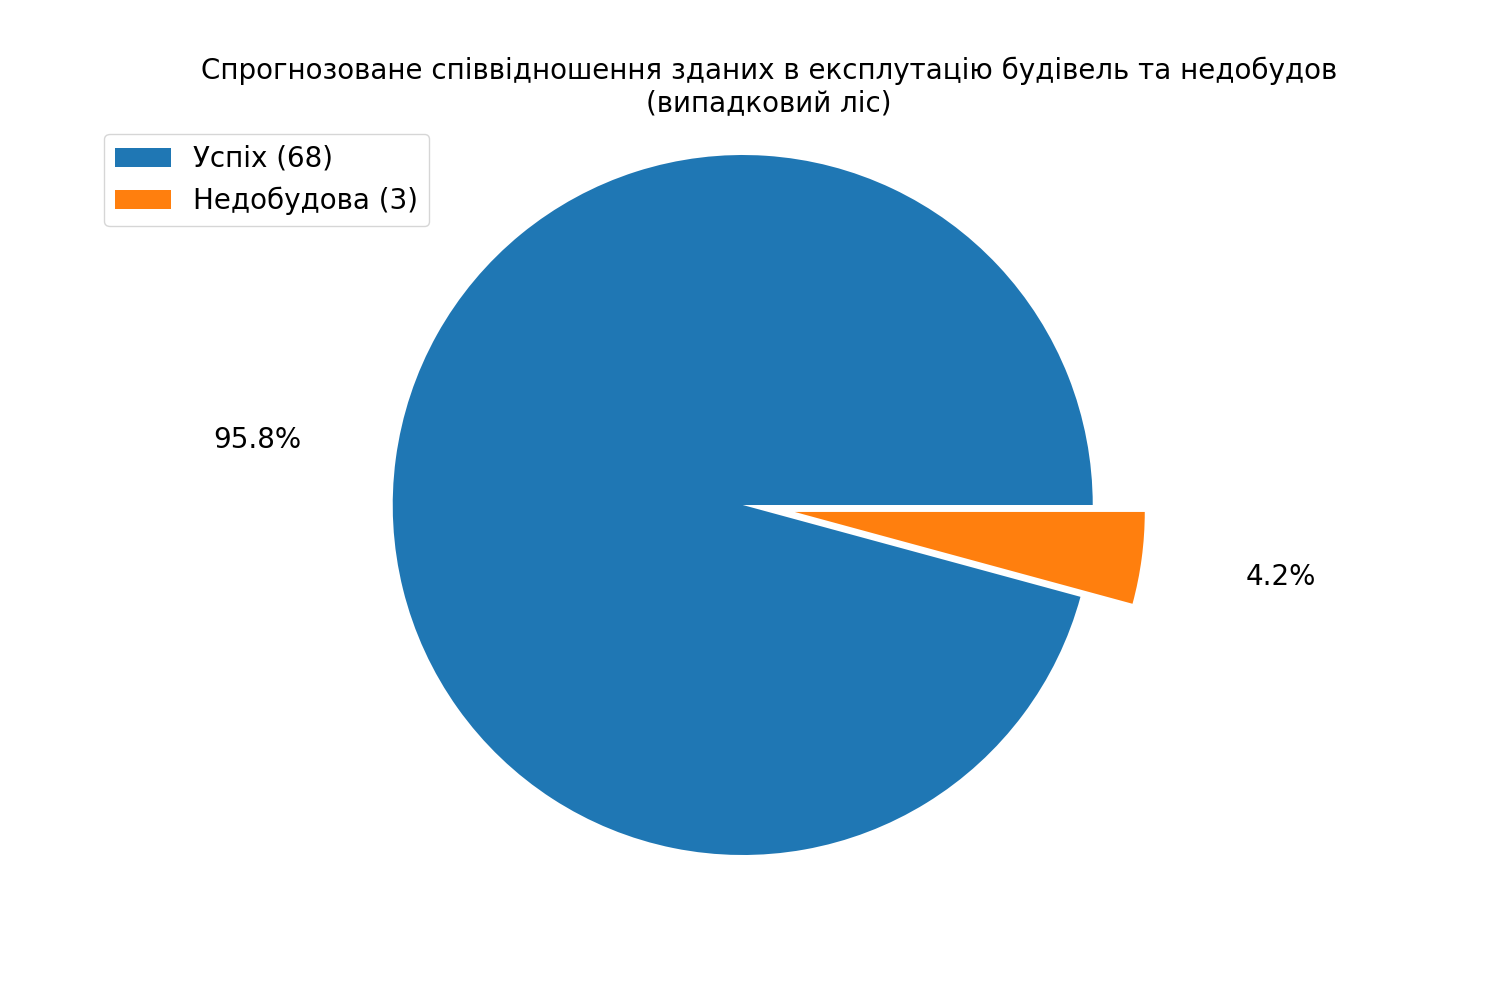 Спрогнозоване співвідношення зданих в експлутацію будівель та недобудов
(випадковий ліс)
Успіх (68)
Недобудова (3)
95.8%
4.2%